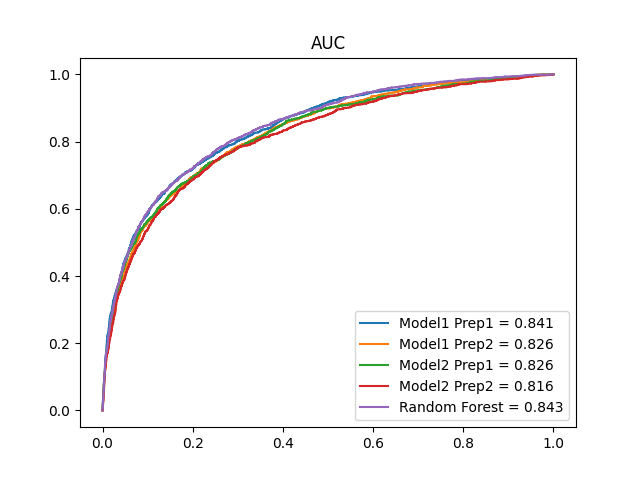 AUC
1.0
0.8
0.6
0.4
0.2
0.0
Model1 Prep1 = 0.841
Model1 Prep2 = 0.826
Model2 Prep1 = 0.826
Model2 Prep2 = 0.816
Random Forest = 0.843
0.0 0.2 0.4 0.6 0.8 1.0